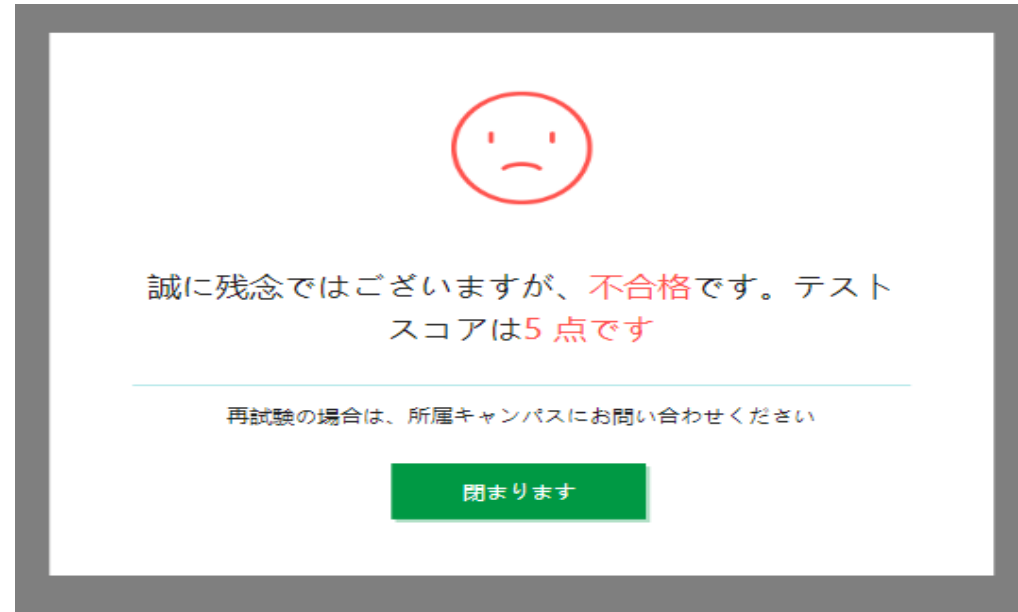 誠に残念ではございますが、不合格です。テスト
スコアは5 点です
再試験の場合は、所属キャンパスにお問い合わせください
閉まります